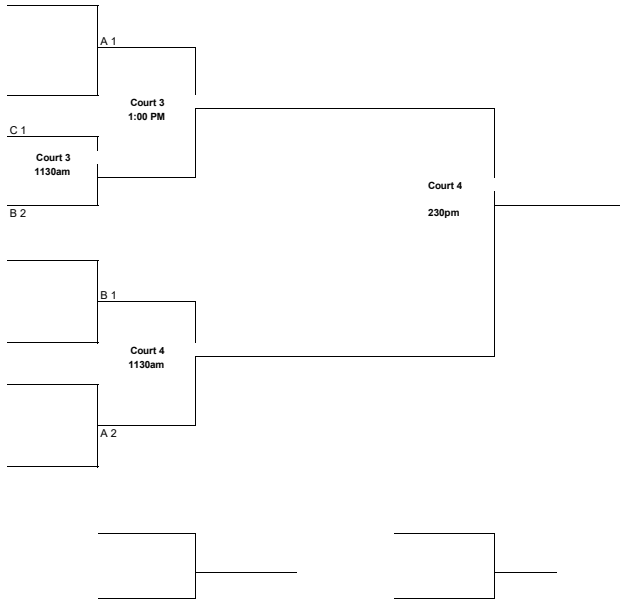 A 1
Court 3
1:00 PM
C 1
Court 3
1130am
B 2
Court 4
230pm
B 1
Court 4
1130am
A 2